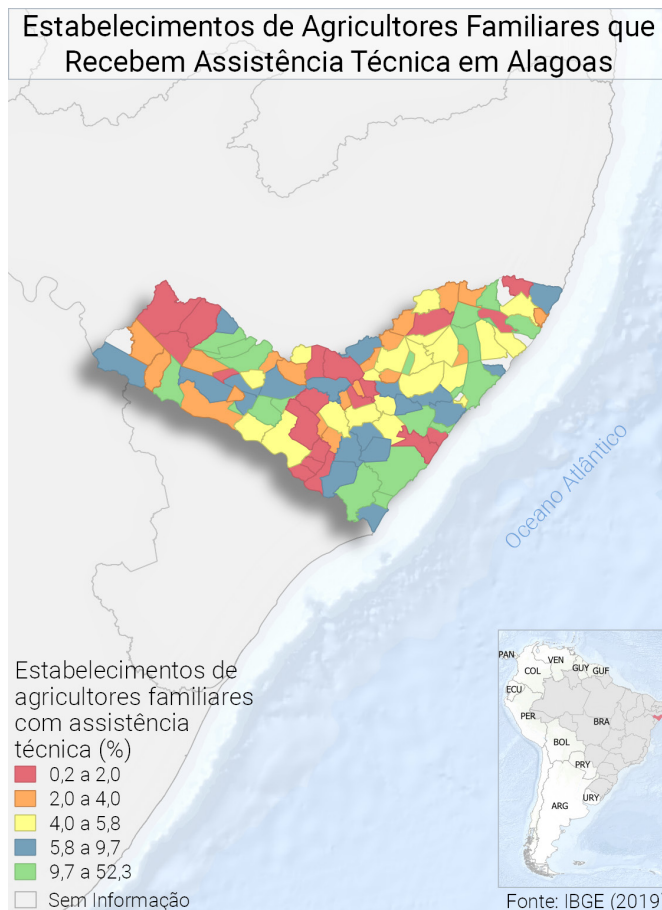 Estabelecimentos de Agricultores Familiares que
Recebem Assistência Técnica em Alagoas
Oceano Atlântico
Estabelecimentos de
agricultores familiares
com assistência
técnica (%)
0,2 a 2,0
2,0 a 4,0
4,0 a 5,8
5,8 a 9,7
9,7 a 52,3
Sem Informação
PAN
VEN
COL
GUY
GUF
ECU
PER
BRA
BOL
PRY
ARG
URY
Fonte: IBGE (2019)